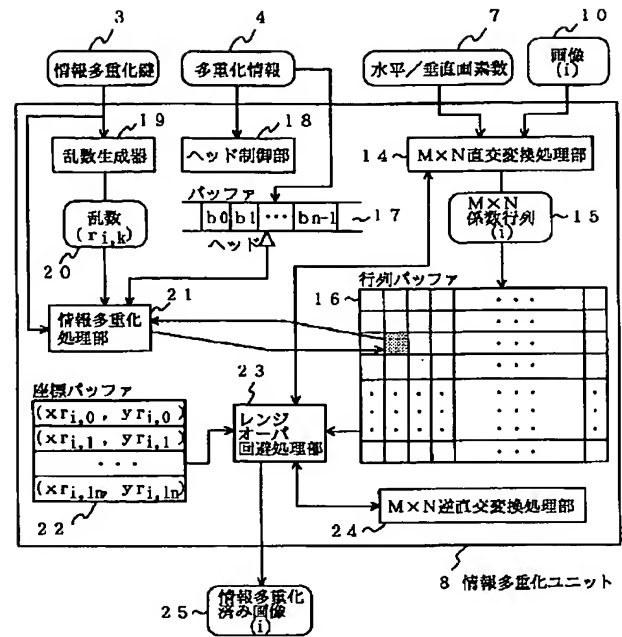 3
4
7
10
情報多重化鍵
多重化情報
水平／垂直画素数
画像
(i)
19
18
乱数生成器
ヘッド制御部
14
M×N直交変換処理部
バッファ
b0 b1 ・・・ bn-1
17
ヘッド
乱数
(ri,k)
20
M×N
係数行列
(i)
15
21
情報多重化
処理部
行列バッファ
16
座標バッファ
(xri,0, yri,0)
(xri,1, yri,1)
・・・
(xri,ln, yri,ln)
22
23
レンジ
オーバ
回避処理部
M×N逆直交変換処理部
24
8 情報多重化ユニット
25
情報多重化
済み画像
(i)